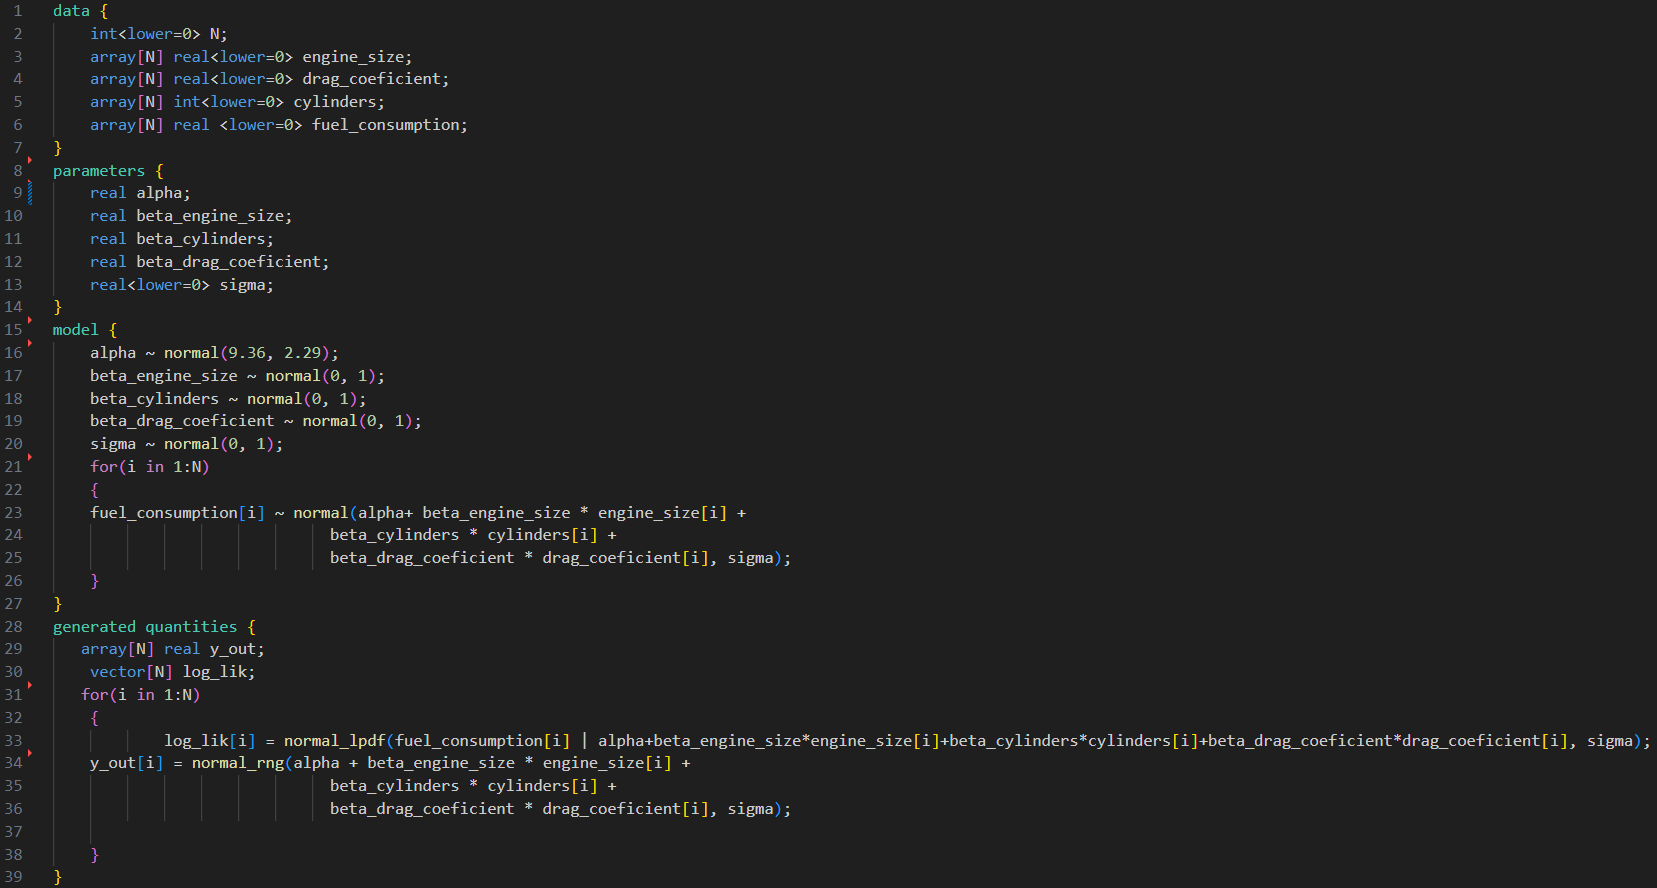 1 data {
2 int<lower=0> N;
3 array[N] real<lower=0> engine_size;
4 array[N] real<lower=0> drag_coeficient;
5 array[N] int<lower=0> cylinders;
6 array[N] real <lower=0> fuel_consumption;
7 }
8 parameters {
9 real alpha;
10 real beta_engine_size;
11 real beta_cylinders;
12 real beta_drag_coeficient;
13 real<lower=0> sigma;
14 }
15 model {
16 alpha ~ normal(9.36, 2.29);
17 beta_engine_size ~ normal(0, 1);
18 beta_cylinders ~ normal(0, 1);
19 beta_drag_coeficient ~ normal(0, 1);
20 sigma ~ normal(0, 1);
21 for(i in 1:N)
22 {
23 fuel_consumption[i] ~ normal(alpha+ beta_engine_size * engine_size[i] +
24 beta_cylinders * cylinders[i] +
25 beta_drag_coeficient * drag_coeficient[i], sigma);
26 }
27 }
28 generated quantities {
29 array[N] real y_out;
30 vector[N] log_lik;
31 for(i in 1:N)
32 {
33 log_lik[i] = normal_lpdf(fuel_consumption[i] | alpha+beta_engine_size*engine_size[i]+beta_cylinders*cylinders[i]+beta_drag_coeficient*drag_coeficient[i], sigma);
34 y_out[i] = normal_rng(alpha + beta_engine_size * engine_size[i] +
35 beta_cylinders * cylinders[i] +
36 beta_drag_coeficient * drag_coeficient[i], sigma);
37
38 }
39 }